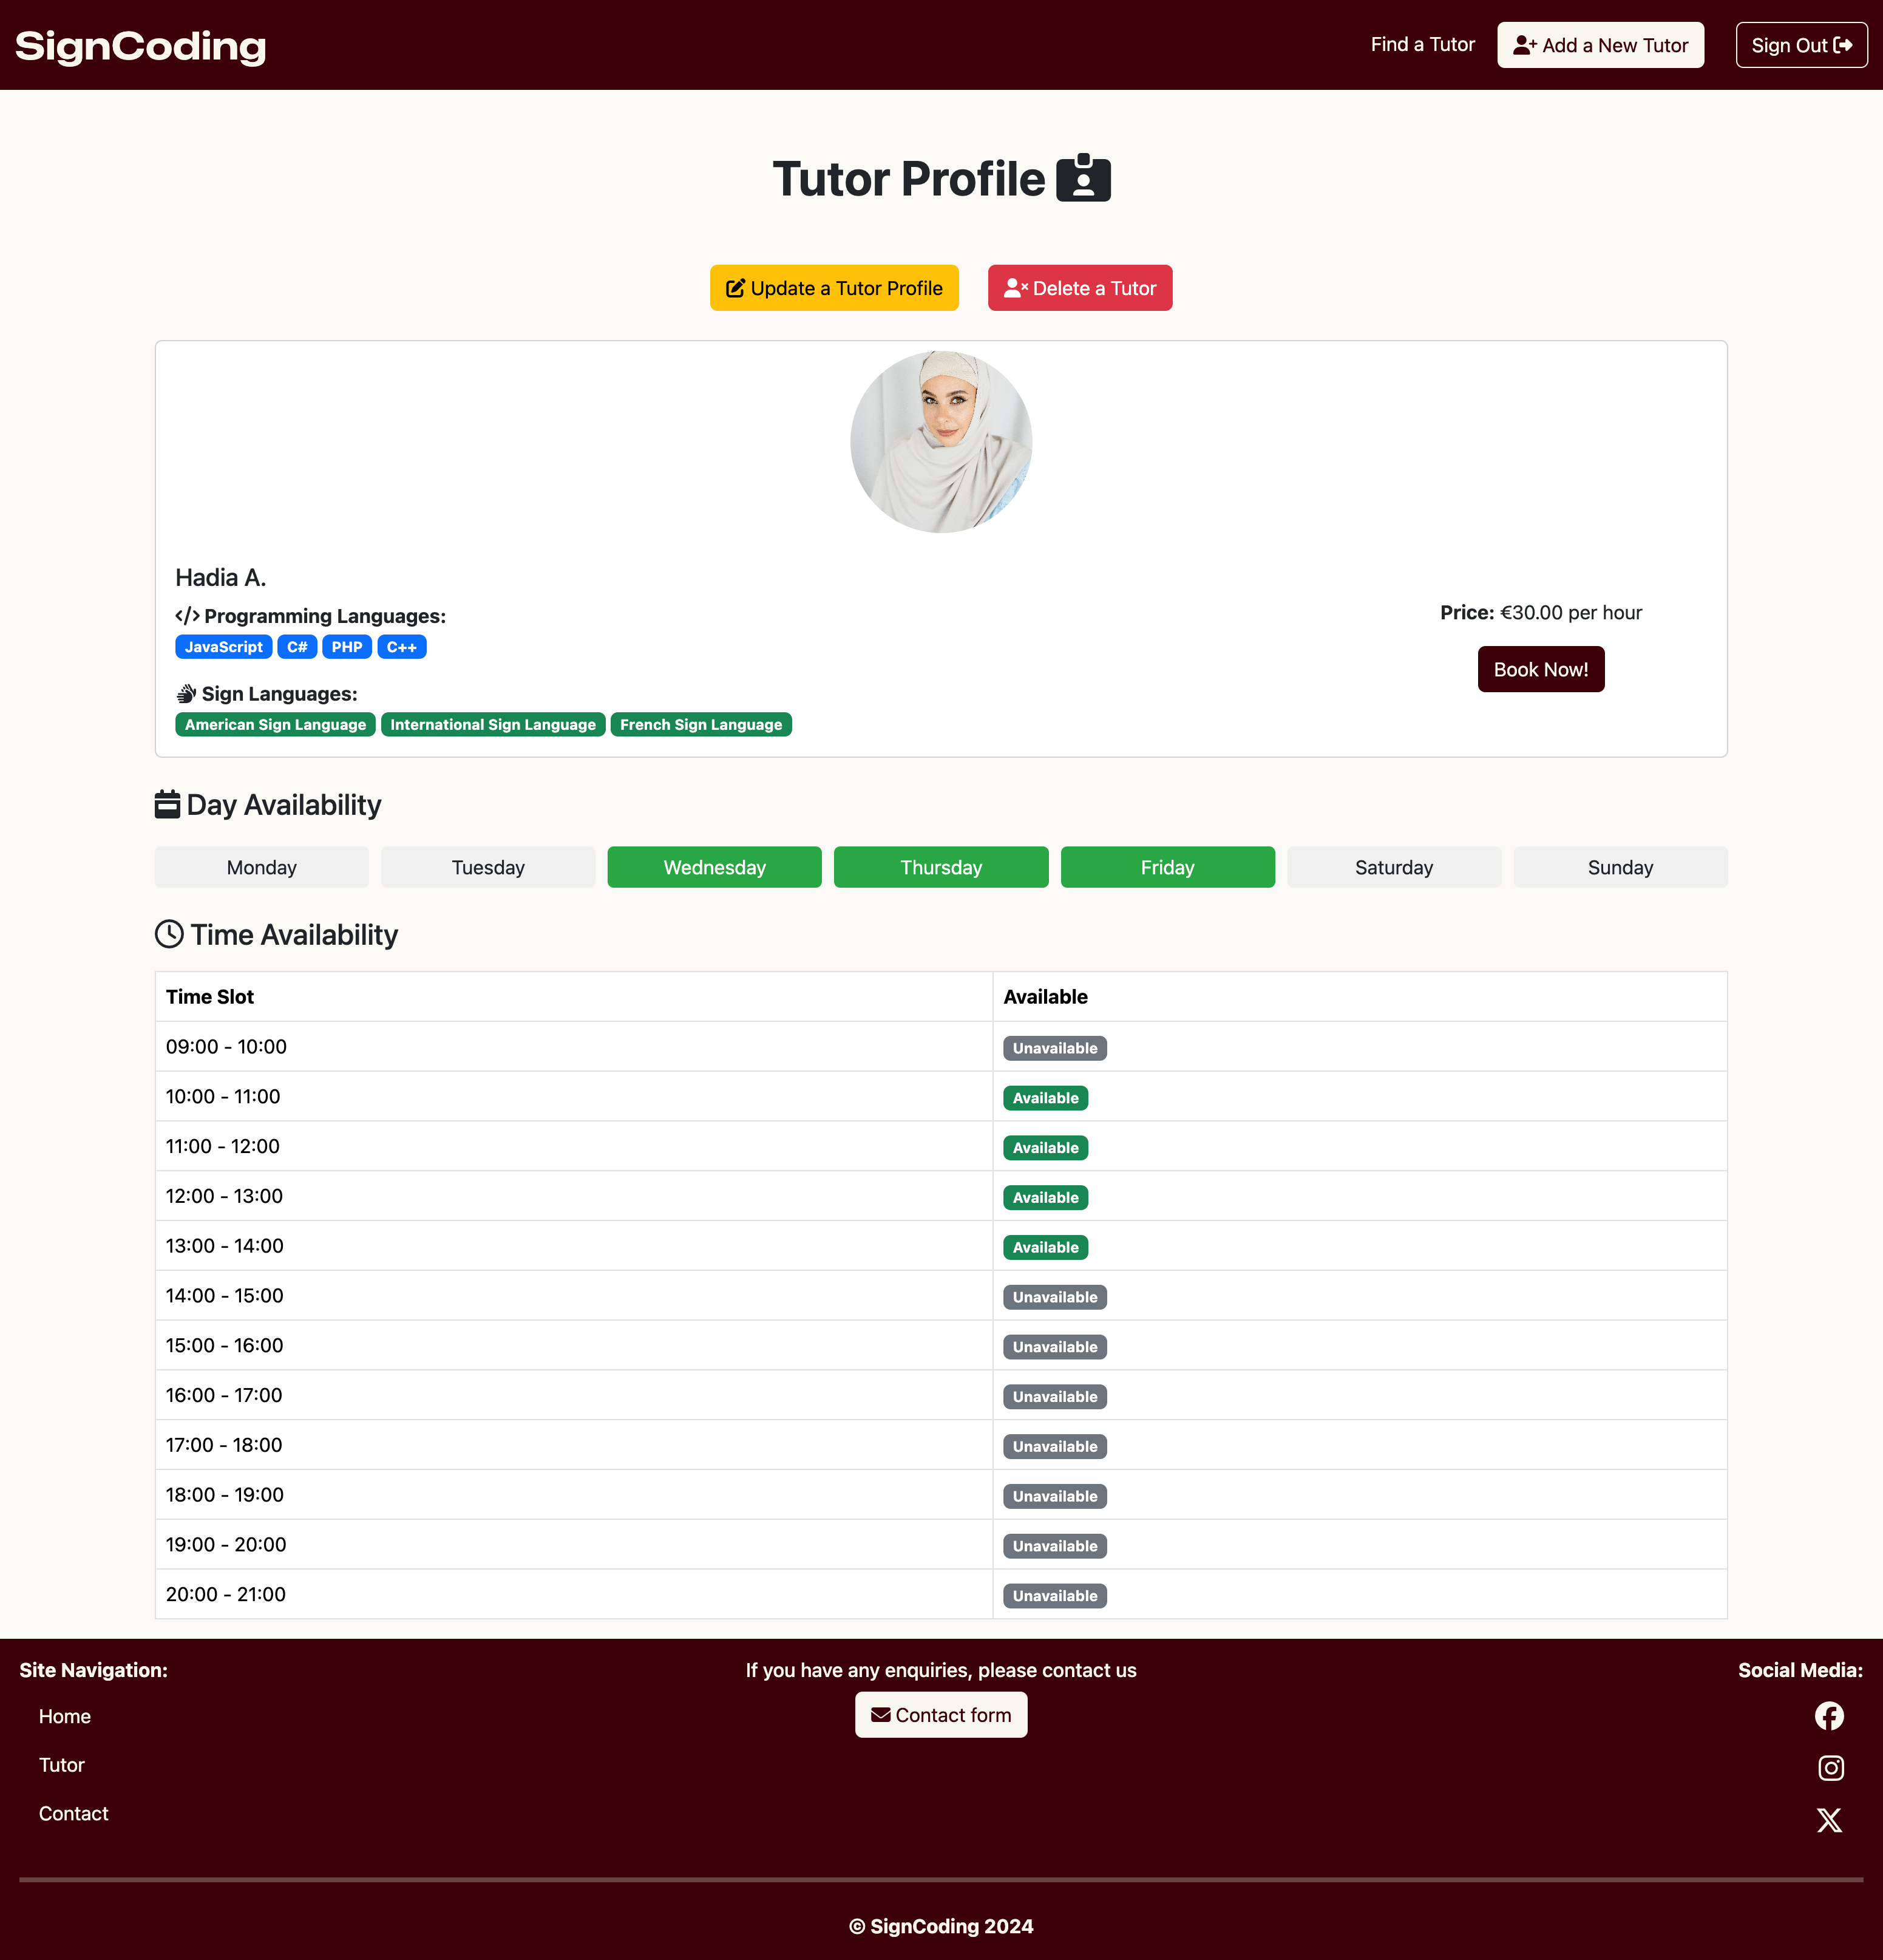 SignCoding
Find a Tutor
Add a New Tutor
Sign Out
Tutor Profile
Update a Tutor Profile
Delete a Tutor
Hadia A.
Programming Languages:
JavaScript C# PHP C++
Sign Languages:
American Sign Language International Sign Language French Sign Language
Price: €30.00 per hour
Book Now!
Day Availability
Monday Tuesday Wednesday Thursday Friday Saturday Sunday
Time Availability
Time Slot Available
09:00 - 10:00 Unavailable
10:00 - 11:00 Available
11:00 - 12:00 Available
12:00 - 13:00 Available
13:00 - 14:00 Available
14:00 - 15:00 Unavailable
15:00 - 16:00 Unavailable
16:00 - 17:00 Unavailable
17:00 - 18:00 Unavailable
18:00 - 19:00 Unavailable
19:00 - 20:00 Unavailable
20:00 - 21:00 Unavailable
Site Navigation:
Home
Tutor
Contact
If you have any enquiries, please contact us
Contact form
Social Media:
© SignCoding 2024